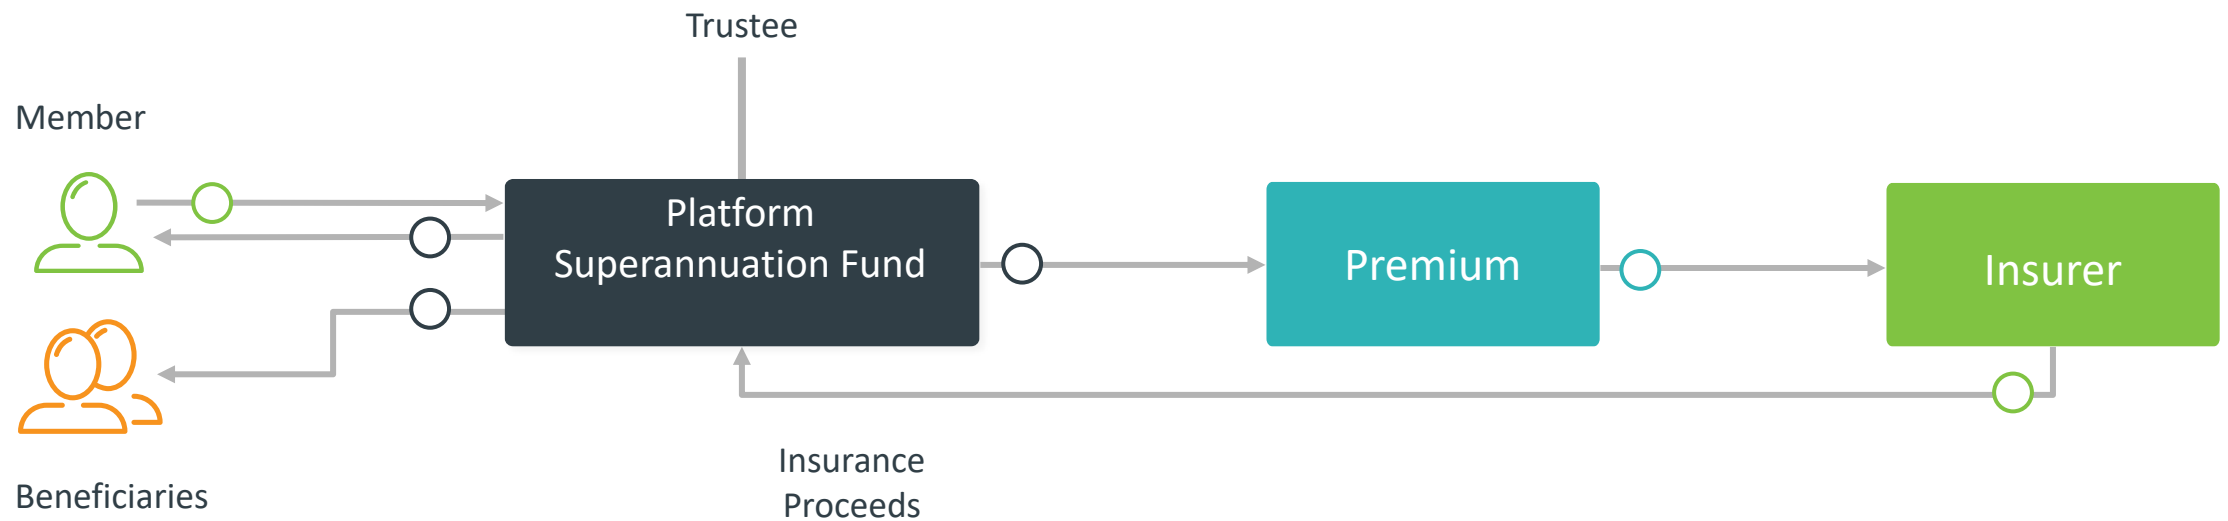 Trustee
Member
Platform
Superannuation Fund
Premium
Insurer
Insurance
Proceeds
Beneficiaries